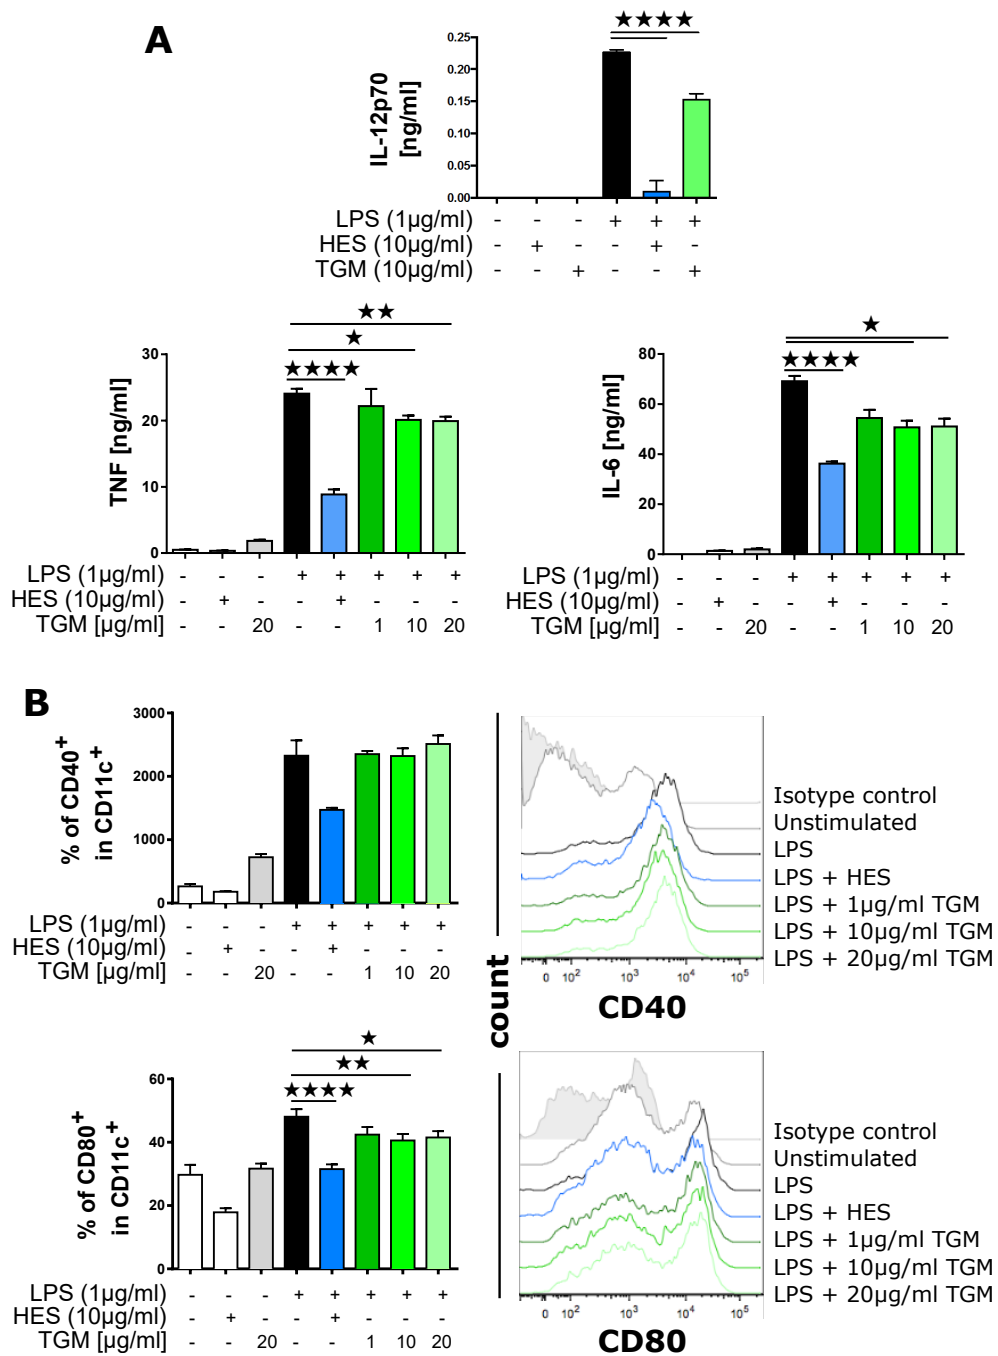 A
★★★★
IL-12p70
[ng/ml]
0.25
0.20
0.15
0.10
0.05
0.00
LPS (1µg/ml) - - - + + +
HES (10µg/ml) - + - - + -
TGM (10µg/ml) - - + - - +
★★
★
★★★★
TNF [ng/ml]
30
20
10
0
LPS (1µg/ml) - - - + + + + +
HES (10µg/ml) - + - - + - - -
TGM [µg/ml] - - 20 - - 1 10 20
★
★★★★
IL-6 [ng/ml]
80
60
40
20
0
LPS (1µg/ml) - - - + + + + +
HES (10µg/ml) - + - - + - - -
TGM [µg/ml] - - 20 - - 1 10 20
B
% of CD40+
in CD11c+
3000
2000
1000
0
LPS (1µg/ml) - - - + + + + +
HES (10µg/ml) - + - - + - - -
TGM [µg/ml] - - 20 - - 1 10 20
Isotype control
Unstimulated
LPS
LPS + HES
LPS + 1µg/ml TGM
LPS + 10µg/ml TGM
LPS + 20µg/ml TGM
0 10² 10³ 10⁴ 10⁵
CD40
count
★
★★
★★★★
% of CD80+
in CD11c+
60
40
20
0
LPS (1µg/ml) - - - + + + + +
HES (10µg/ml) - + - - + - - -
TGM [µg/ml] - - 20 - - 1 10 20
Isotype control
Unstimulated
LPS
LPS + HES
LPS + 1µg/ml TGM
LPS + 10µg/ml TGM
LPS + 20µg/ml TGM
0 10² 10³ 10⁴ 10⁵
CD80